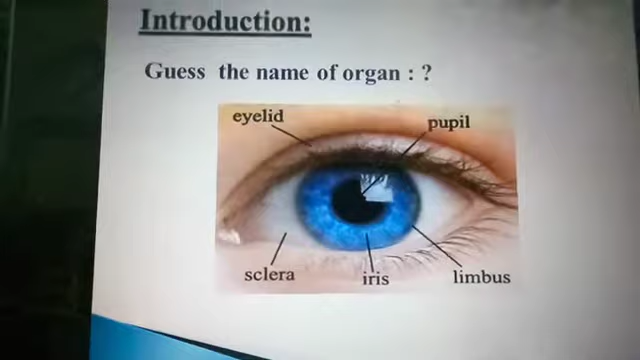 Introduction:
Guess the name of organ : ?
eyelid
pupil
sclera
iris
limbus